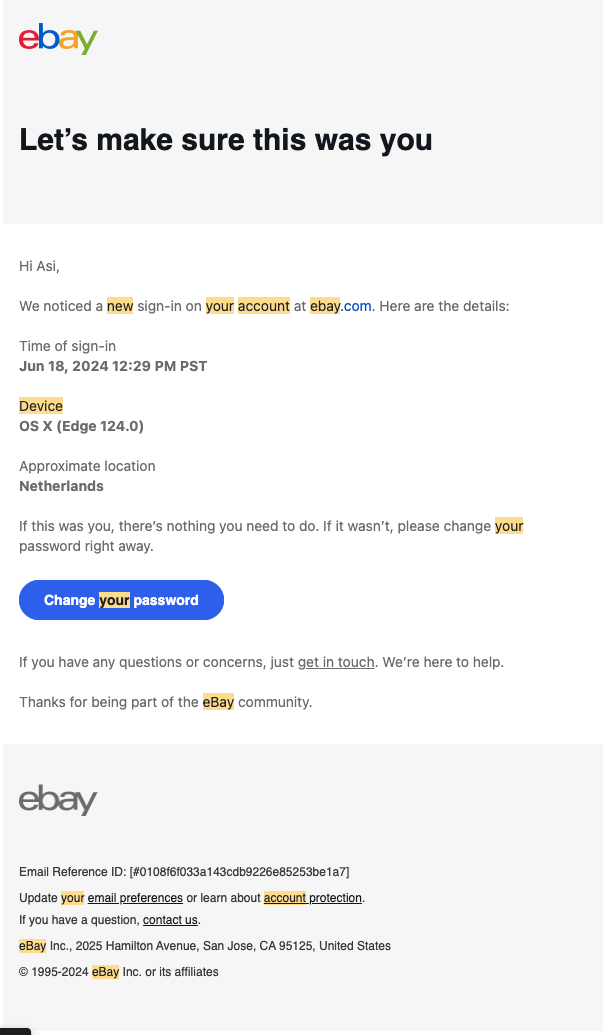 ebay
Let's make sure this was you
Hi Asi,
We noticed a new sign-in on your account at ebay.com. Here are the details:
Time of sign-in
Jun 18, 2024 12:29 PM PST
Device
OS X (Edge 124.0)
Approximate location
Netherlands
If this was you, there's nothing you need to do. If it wasn't, please change your
password right away.
Change your password
If you have any questions or concerns, just get in touch. We're here to help.
Thanks for being part of the eBay community.
ebay
Email Reference ID: [#0108f6f033a143cdb9226e85253be1a7]
Update your email preferences or learn about account protection.
If you have a question, contact us.
eBay Inc., 2025 Hamilton Avenue, San Jose, CA 95125, United States
© 1995-2024 eBay Inc. or its affiliates